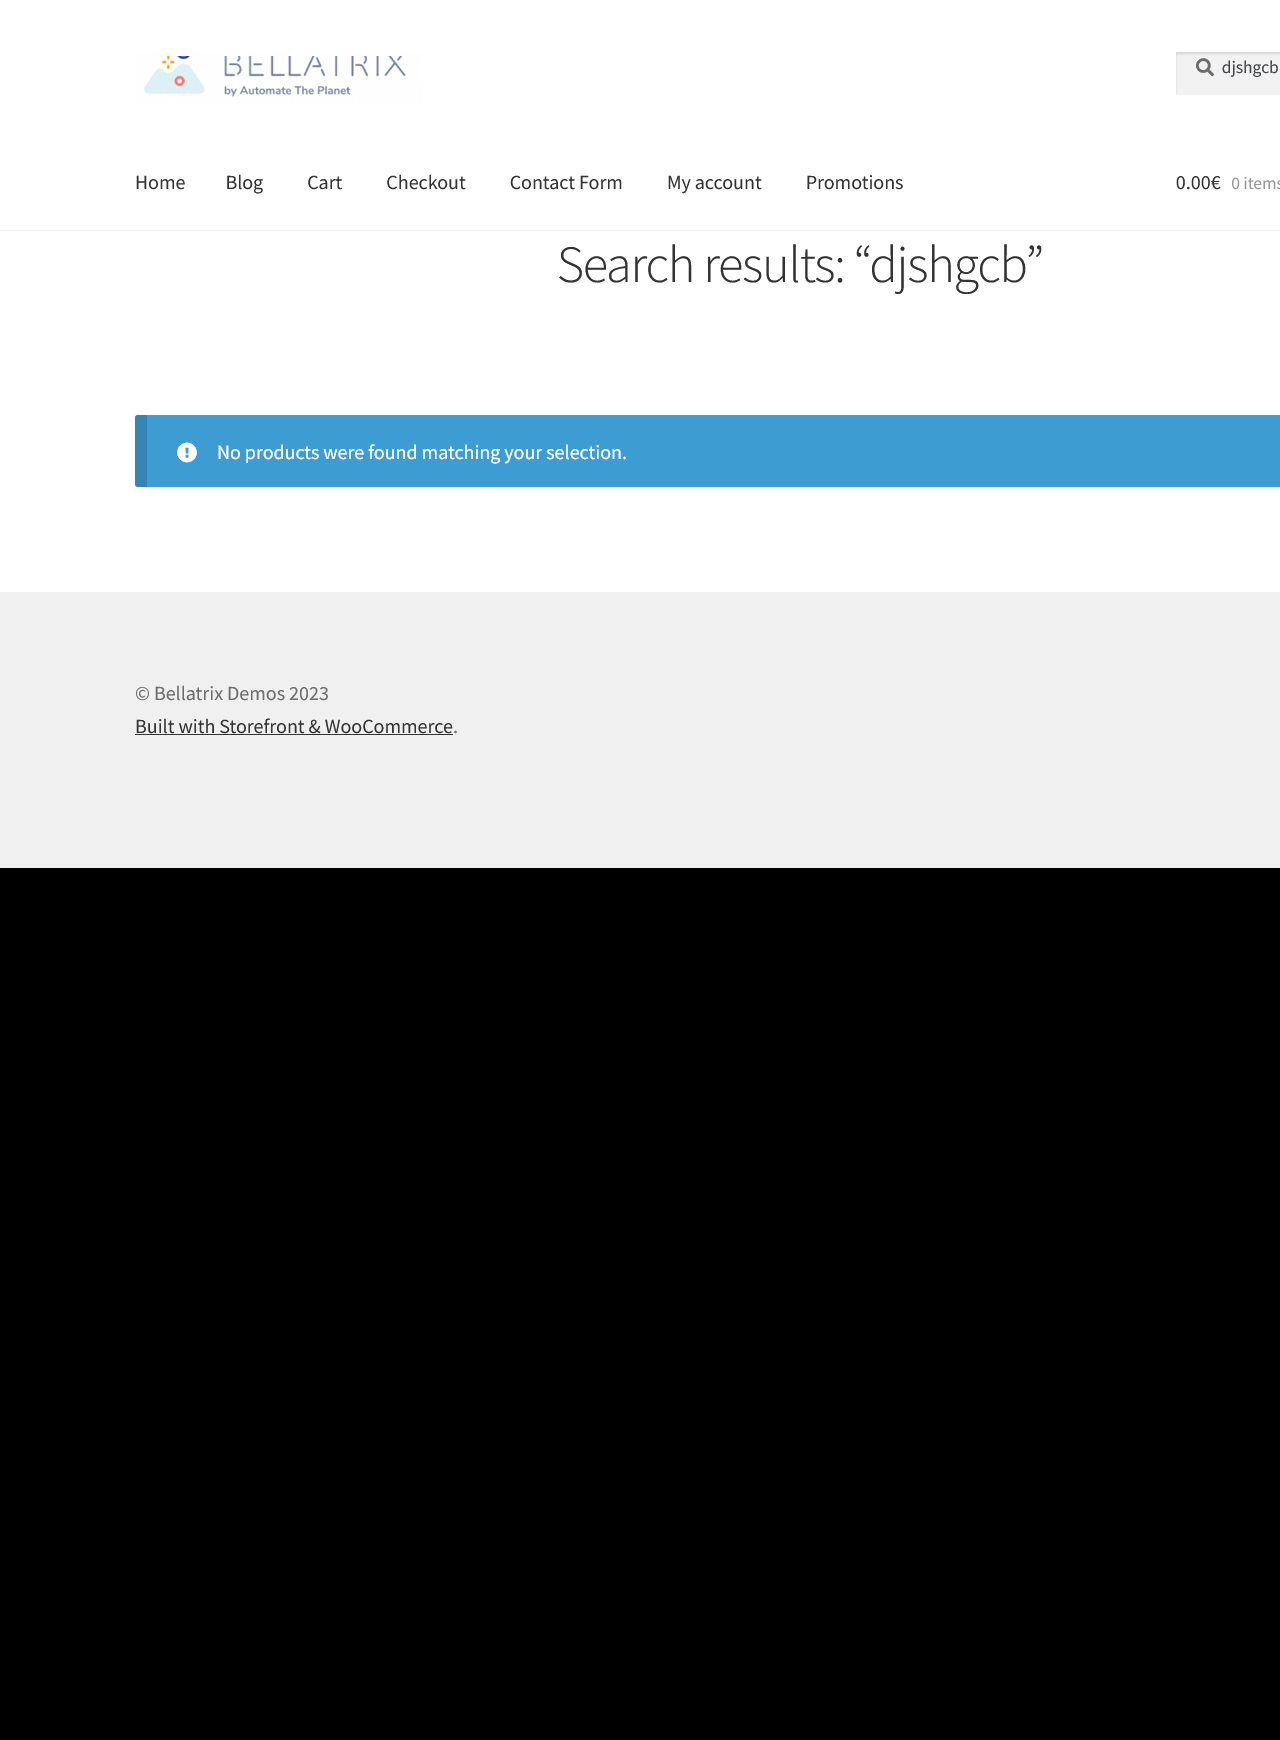 BELLATRIX
by Automate The Planet
djshgcb
Home Blog Cart Checkout Contact Form My account Promotions
0.00€ 0 items
Search results: “djshgcb”
No products were found matching your selection.
© Bellatrix Demos 2023
Built with Storefront & WooCommerce.